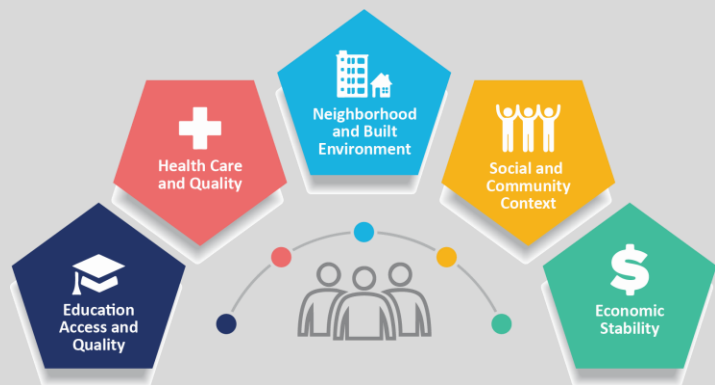 Neighborhood
and Built
Environment
Health Care
and Quality
Social and
Community
Context
Education
Access and
Quality
Economic
Stability